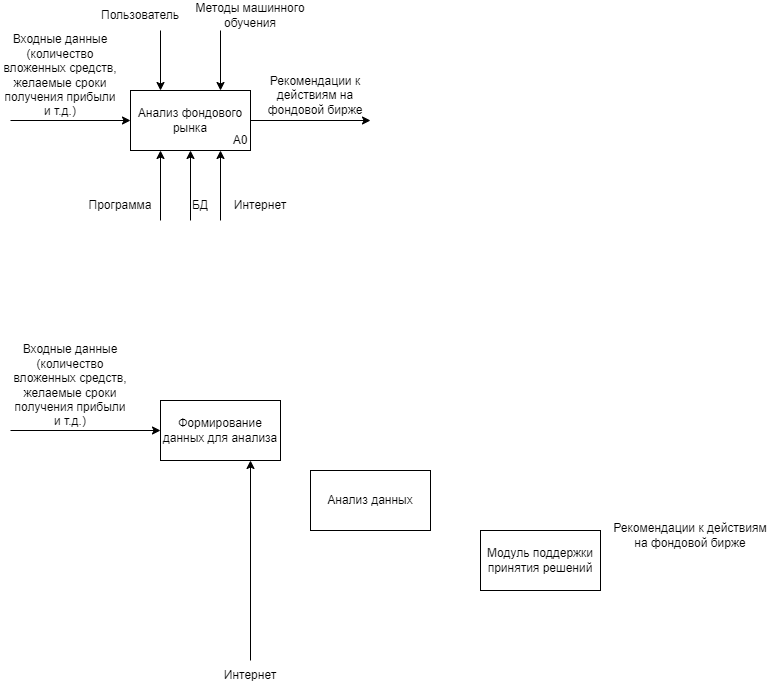 Пользователь
Методы машинного
обучения
Входные данные
(количество
вложенных средств,
желаемые сроки
получения прибыли
и т.д.)
Анализ фондового
рынка
A0
Рекомендации к
действиям на
фондовой бирже
Программа
БД
Интернет
Входные данные
(количество
вложенных средств,
желаемые сроки
получения прибыли
и т.д.)
Формирование
данных для анализа
Анализ данных
Модуль поддержки
принятия решений
Рекомендации к действиям
на фондовой бирже
Интернет